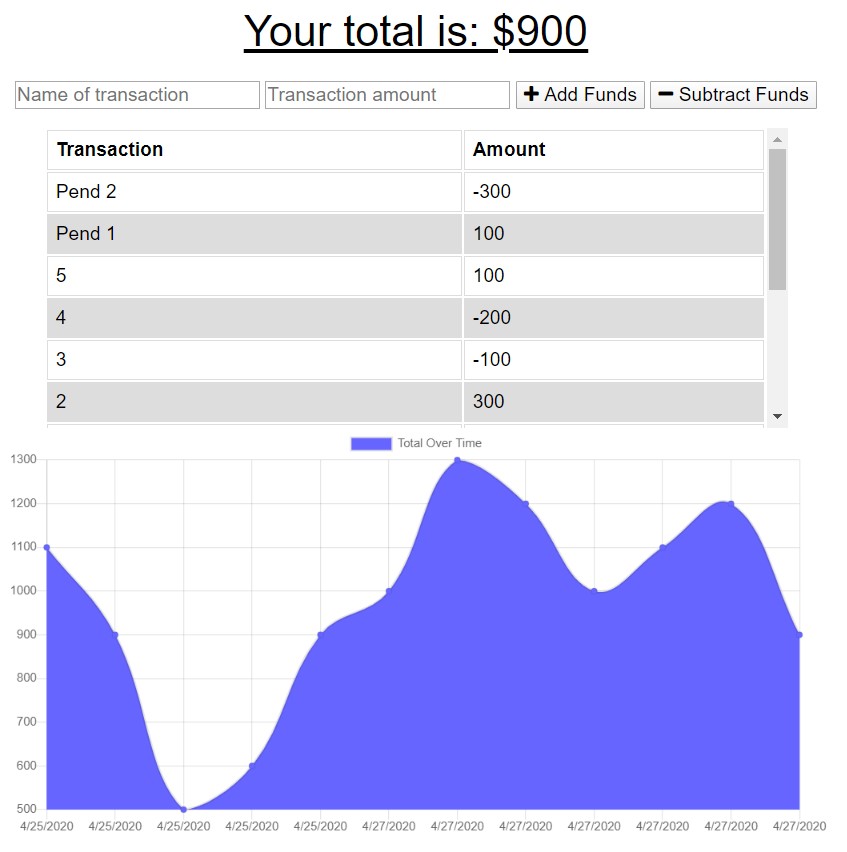 Your total is: $900
Name of transaction Transaction amount Add Funds Subtract Funds
Transaction Amount
Pend 2 -300
Pend 1 100
5 100
4 -200
3 -100
2 300
Total Over Time
1300
1200
1100
1000
900
800
700
600
500
4/25/2020 4/25/2020 4/25/2020 4/25/2020 4/25/2020 4/27/2020 4/27/2020 4/27/2020 4/27/2020 4/27/2020 4/27/2020 4/27/2020